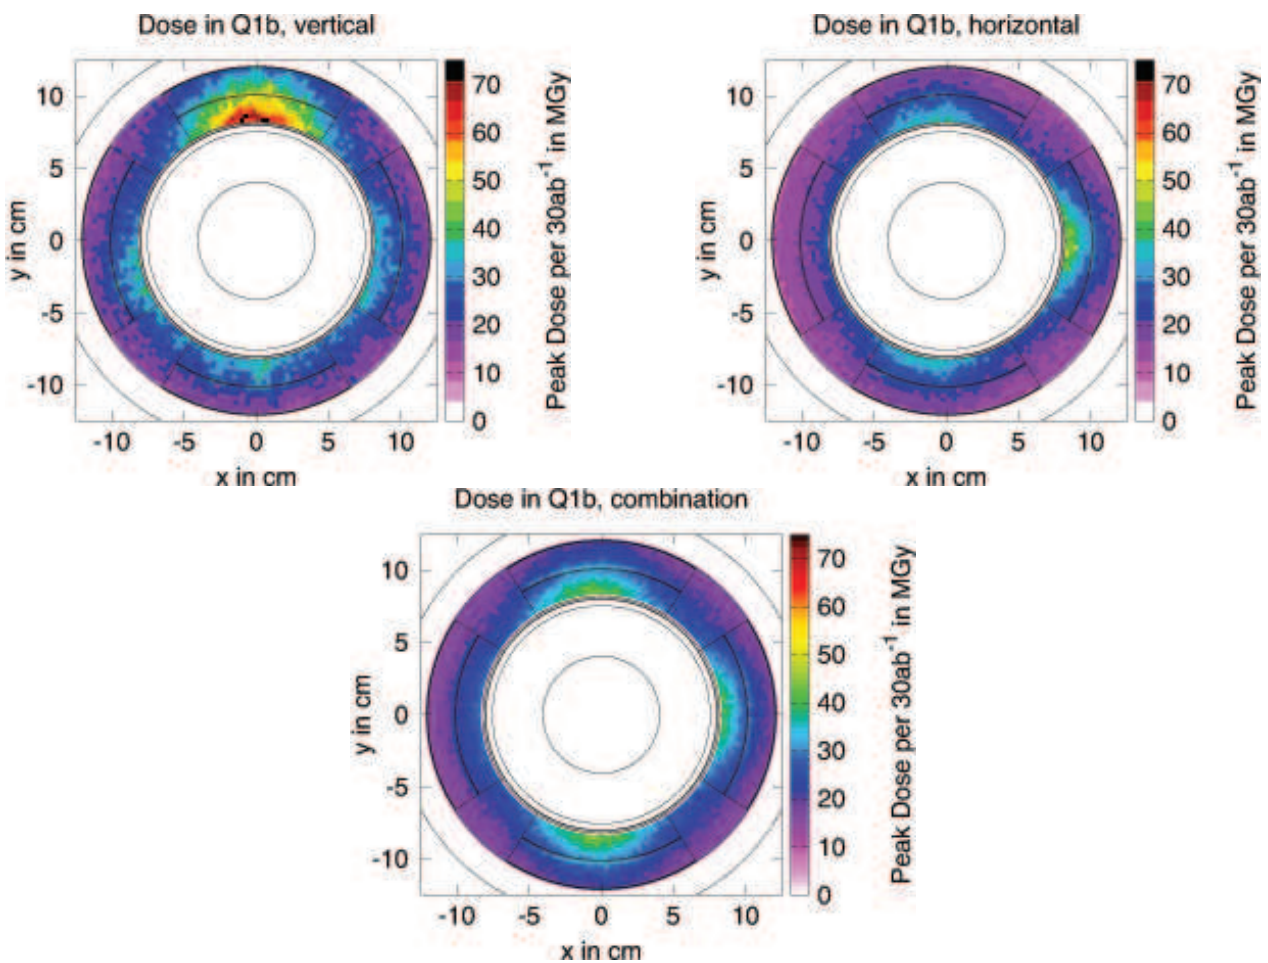 Dose in Q1b, vertical
10
5
0
-5
-10
y in cm
-10 -5 0 5 10
x in cm
70
60
50
40
30
20
10
0
Peak Dose per 30ab-1 in MGy
Dose in Q1b, horizontal
10
5
0
-5
-10
y in cm
-10 -5 0 5 10
x in cm
70
60
50
40
30
20
10
0
Peak Dose per 30ab-1 in MGy
Dose in Q1b, combination
10
5
0
-5
-10
y in cm
-10 -5 0 5 10
x in cm
70
60
50
40
30
20
10
0
Peak Dose per 30ab-1 in MGy